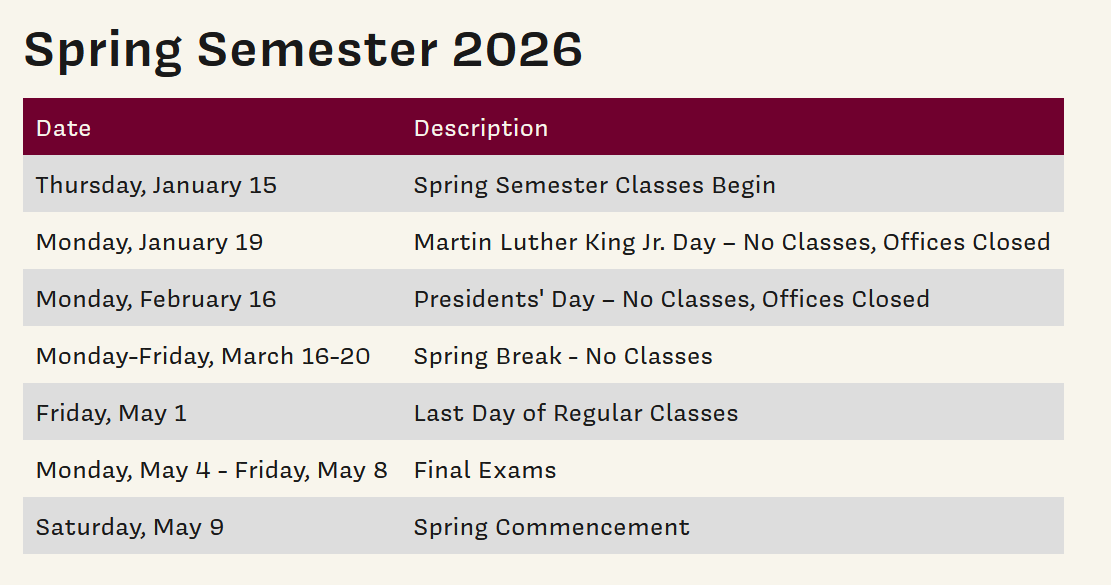 Spring Semester 2026
Date Description
Thursday, January 15 Spring Semester Classes Begin
Monday, January 19 Martin Luther King Jr. Day – No Classes, Offices Closed
Monday, February 16 Presidents' Day – No Classes, Offices Closed
Monday-Friday, March 16-20 Spring Break - No Classes
Friday, May 1 Last Day of Regular Classes
Monday, May 4 - Friday, May 8 Final Exams
Saturday, May 9 Spring Commencement